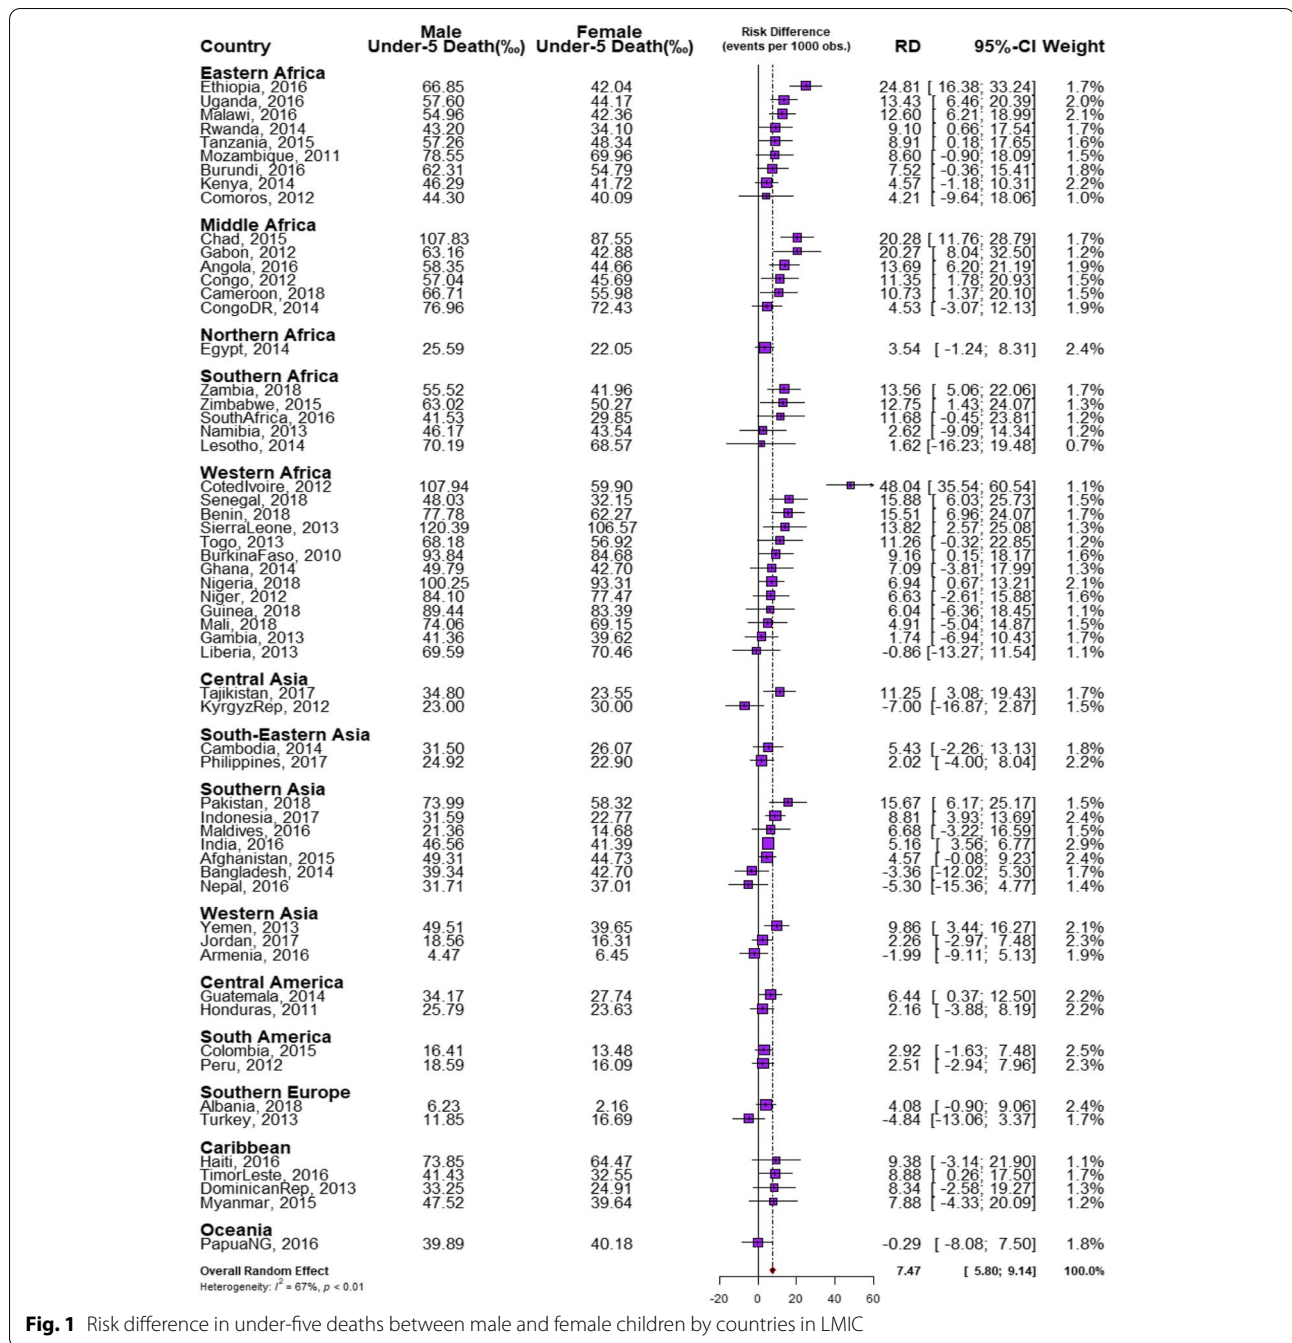 Country Male Under-5 Death(‰) Female Under-5 Death(‰) Risk Difference (events per 1000 obs.) RD 95%-CI Weight
Eastern Africa
Ethiopia, 2016 66.85 42.04 24.81 [ 16.38; 33.24] 1.7%
Uganda, 2016 57.60 44.17 13.43 [ 6.46; 20.39] 2.0%
Malawi, 2016 54.96 42.36 12.60 [ 6.21; 18.99] 2.1%
Rwanda, 2014 43.20 34.10 9.10 [ 0.66; 17.54] 1.7%
Tanzania, 2015 57.26 48.34 8.91 [ 0.18; 17.65] 1.6%
Mozambique, 2011 78.55 69.96 8.60 [ -0.90; 18.09] 1.5%
Burundi, 2016 62.31 54.79 7.52 [ -0.36; 15.41] 1.8%
Kenya, 2014 46.29 41.72 4.57 [ -1.18; 10.31] 2.2%
Comoros, 2012 44.30 40.09 4.21 [ -9.64; 18.06] 1.0%
Middle Africa
Chad, 2015 107.83 87.55 20.28 [ 11.76; 28.79] 1.7%
Gabon, 2012 63.16 42.88 20.27 [ 8.04; 32.50] 1.2%
Angola, 2016 58.35 44.66 13.69 [ 6.20; 21.19] 1.9%
Congo, 2012 57.04 45.69 11.35 [ 1.78; 20.93] 1.5%
Cameroon, 2018 66.71 55.98 10.73 [ 1.37; 20.10] 1.5%
CongoDR, 2014 76.96 72.43 4.53 [ -3.07; 12.13] 1.9%
Northern Africa
Egypt, 2014 25.59 22.05 3.54 [ -1.24; 8.31] 2.4%
Southern Africa
Zambia, 2018 55.52 41.96 13.56 [ 5.06; 22.06] 1.7%
Zimbabwe, 2015 63.02 50.27 12.75 [ 1.43; 24.07] 1.3%
SouthAfrica, 2016 41.53 29.85 11.68 [ -0.45; 23.81] 1.2%
Namibia, 2013 46.17 43.54 2.62 [ -9.09; 14.34] 1.2%
Lesotho, 2014 70.19 68.57 1.62 [-16.23; 19.48] 0.7%
Western Africa
CotedIvoire, 2012 107.94 59.90 48.04 [ 35.54; 60.54] 1.1%
Senegal, 2018 48.03 32.15 15.88 [ 6.03; 25.73] 1.5%
Benin, 2018 77.78 62.27 15.51 [ 6.96; 24.07] 1.7%
SierraLeone, 2013 120.39 106.57 13.82 [ 2.57; 25.08] 1.3%
Togo, 2013 68.18 56.92 11.26 [ -0.32; 22.85] 1.2%
BurkinaFaso, 2010 93.84 84.68 9.16 [ 0.15; 18.17] 1.6%
Ghana, 2014 49.79 42.70 7.09 [ -3.81; 17.99] 1.3%
Nigeria, 2018 100.25 93.31 6.94 [ 0.67; 13.21] 2.1%
Niger, 2012 84.10 77.47 6.63 [ -2.61; 15.88] 1.6%
Guinea, 2018 89.44 83.39 6.04 [ -6.36; 18.45] 1.1%
Mali, 2018 74.06 69.15 4.91 [ -5.04; 14.87] 1.5%
Gambia, 2013 41.36 39.62 1.74 [ -6.94; 10.43] 1.7%
Liberia, 2013 69.59 70.46 -0.86 [-13.27; 11.54] 1.1%
Central Asia
Tajikistan, 2017 34.80 23.55 11.25 [ 3.08; 19.43] 1.7%
KyrgyzRep, 2012 23.00 30.00 -7.00 [-16.87; 2.87] 1.5%
South-Eastern Asia
Cambodia, 2014 31.50 26.07 5.43 [ -2.26; 13.13] 1.8%
Philippines, 2017 24.92 22.90 2.02 [ -4.00; 8.04] 2.2%
Southern Asia
Pakistan, 2018 73.99 58.32 15.67 [ 6.17; 25.17] 1.5%
Indonesia, 2017 31.59 22.77 8.81 [ 3.93; 13.69] 2.4%
Maldives, 2016 21.36 14.68 6.68 [ -3.22; 16.59] 1.5%
India, 2016 46.56 41.39 5.16 [ 3.56; 6.77] 2.9%
Afghanistan, 2015 49.31 44.73 4.57 [ -0.08; 9.23] 2.4%
Bangladesh, 2014 39.34 42.70 -3.36 [-12.02; 5.30] 1.7%
Nepal, 2016 31.71 37.01 -5.30 [-15.36; 4.77] 1.4%
Western Asia
Yemen, 2013 49.51 39.65 9.86 [ 3.44; 16.27] 2.1%
Jordan, 2017 18.56 16.31 2.26 [ -2.97; 7.48] 2.3%
Armenia, 2016 4.47 6.45 -1.99 [ -9.11; 5.13] 1.9%
Central America
Guatemala, 2014 34.17 27.74 6.44 [ 0.37; 12.50] 2.2%
Honduras, 2011 25.79 23.63 2.16 [ -3.88; 8.19] 2.2%
South America
Colombia, 2015 16.41 13.48 2.92 [ -1.63; 7.48] 2.5%
Peru, 2012 18.59 16.09 2.51 [ -2.94; 7.96] 2.3%
Southern Europe
Albania, 2018 6.23 2.16 4.08 [ -0.90; 9.06] 2.4%
Turkey, 2013 11.85 16.69 -4.84 [-13.06; 3.37] 1.7%
Caribbean
Haiti, 2016 73.85 64.47 9.38 [ -3.14; 21.90] 1.1%
TimorLeste, 2016 41.43 32.55 8.88 [ 0.26; 17.50] 1.7%
DominicanRep, 2013 33.25 24.91 8.34 [ -2.58; 19.27] 1.3%
Myanmar, 2015 47.52 39.64 7.88 [ -4.33; 20.09] 1.2%
Oceania
PapuaNG, 2016 39.89 40.18 -0.29 [ -8.08; 7.50] 1.8%
Overall Random Effect 7.47 [ 5.80; 9.14] 100.0%
Heterogeneity: I² = 67%, p < 0.01
-20 0 20 40 60
Fig. 1 Risk difference in under-five deaths between male and female children by countries in LMIC